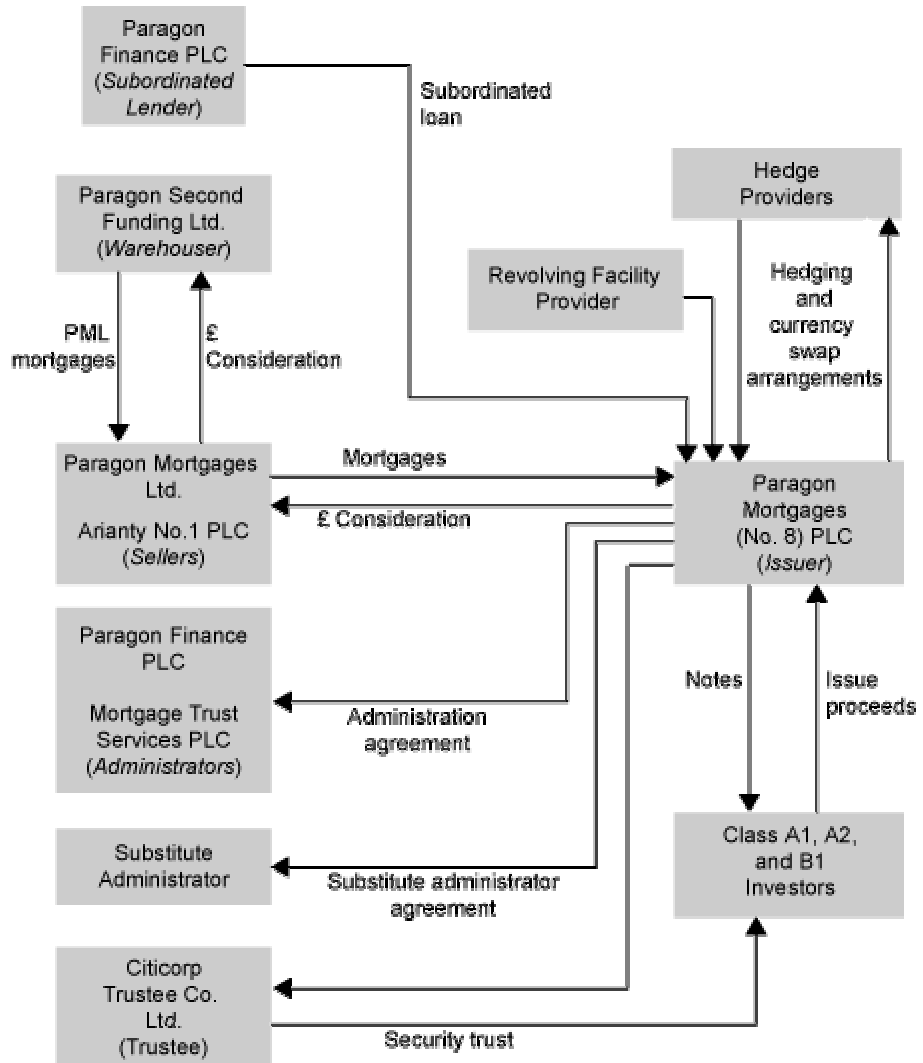 Paragon
Finance PLC
(Subordinated
Lender)
Subordinated
loan
Hedge
Providers
Paragon Second
Funding Ltd.
(Warehouser)
Revolving Facility
Provider
Hedging
and
currency
swap
arrangements
PML
mortgages
£
Consideration
Paragon Mortgages
Ltd.
Arianty No.1 PLC
(Sellers)
Mortgages
£ Consideration
Paragon
Mortgages
(No. 8) PLC
(Issuer)
Paragon Finance
PLC
Mortgage Trust
Services PLC
(Administrators)
Administration
agreement
Notes
Issue
proceeds
Substitute
Administrator
Substitute administrator
agreement
Class A1, A2,
and B1
Investors
Citicorp
Trustee Co.
Ltd.
(Trustee)
Security trust